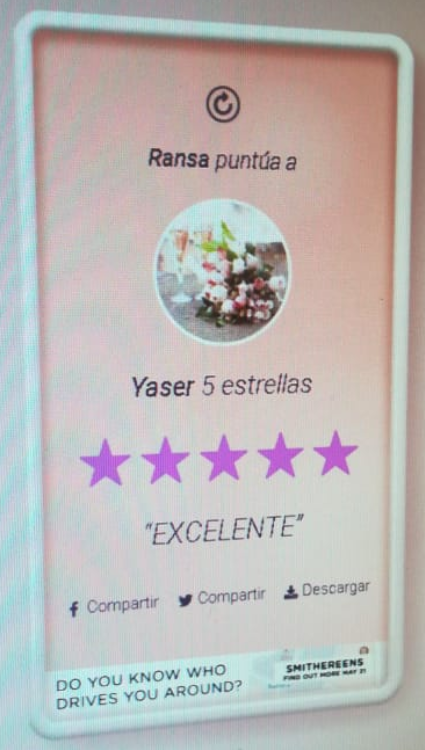 Ransa puntúa a
Yaser 5 estrellas
"EXCELENTE"
Compartir Compartir Descargar
DO YOU KNOW WHO
DRIVES YOU AROUND?
SMITHEREENS
FIND OUT MORE MAY 21